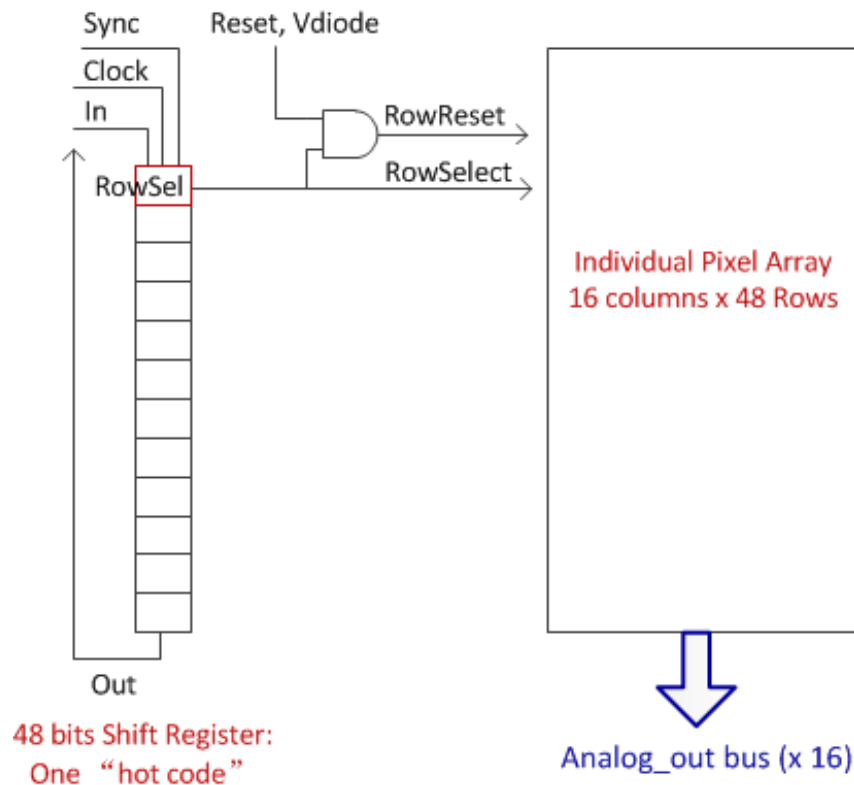 Sync
Reset, Vdiode
Clock
In
RowReset
RowSel
RowSelect
Individual Pixel Array
16 columns x 48 Rows
Out
48 bits Shift Register:
One “hot code”
Analog_out bus (x 16)